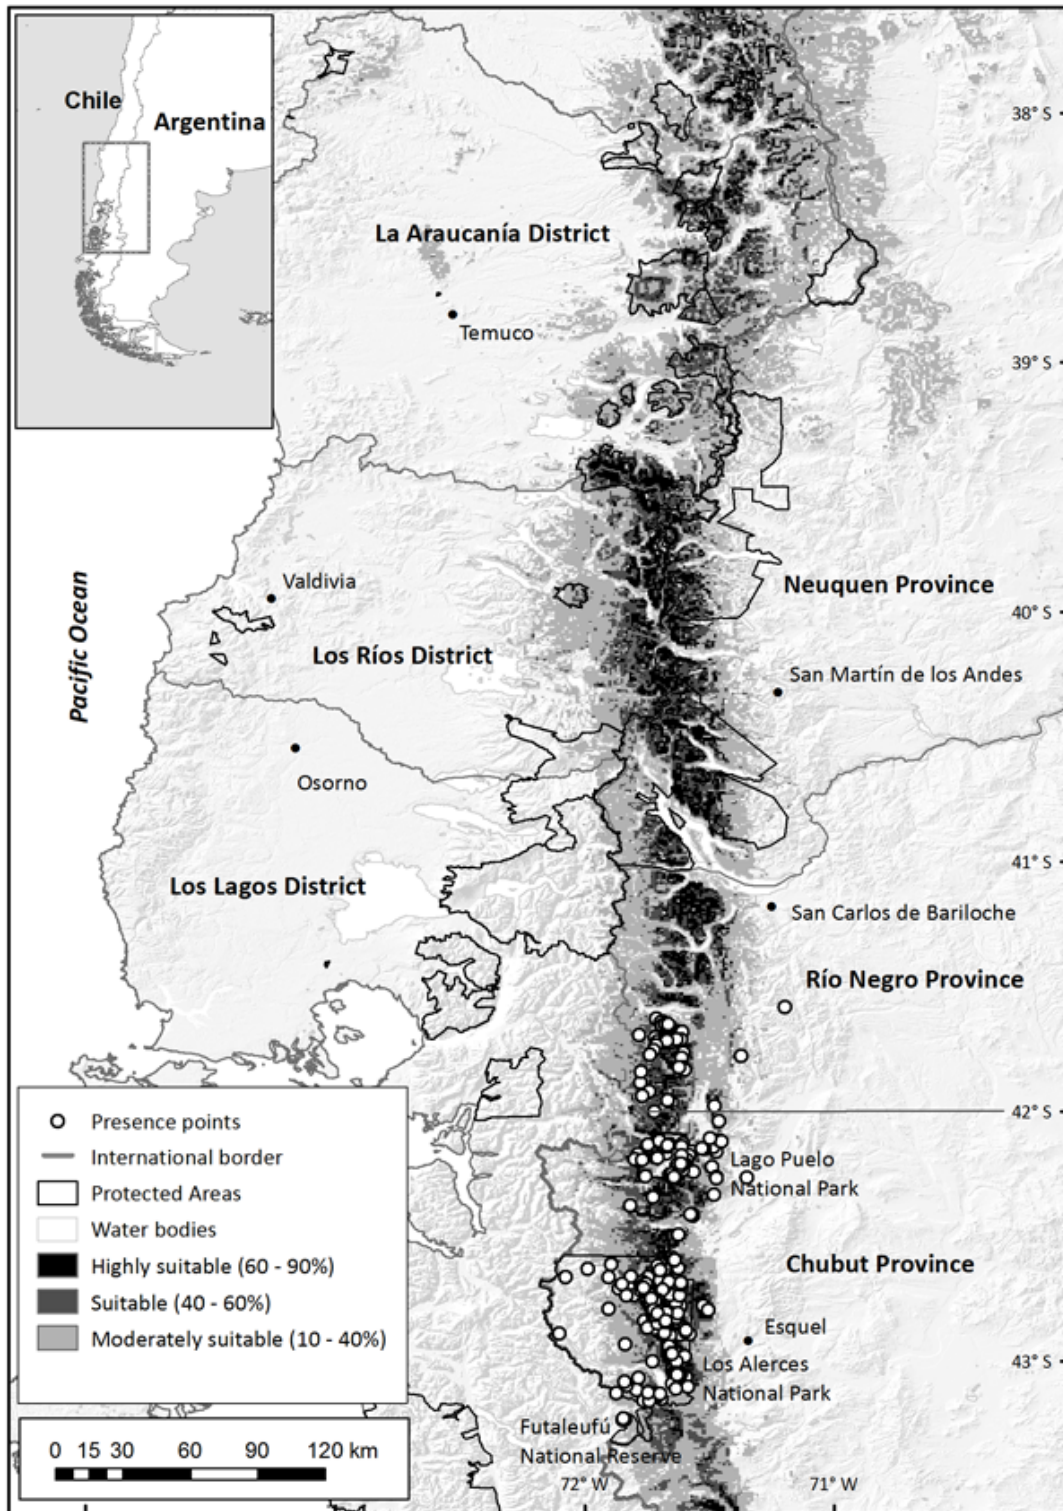 Chile
Argentina
38° S
La Araucanía District
Temuco
39° S
Pacific Ocean
Valdivia
Neuquen Province
40° S
Los Ríos District
San Martín de los Andes
Osorno
41° S
Los Lagos District
San Carlos de Bariloche
Río Negro Province
42° S
Lago Puelo
National Park
Chubut Province
Esquel
43° S
Los Alerces
National Park
Futaleufú
National Reserve
72° W
71° W
Presence points
International border
Protected Areas
Water bodies
Highly suitable (60 - 90%)
Suitable (40 - 60%)
Moderately suitable (10 - 40%)
0 15 30 60 90 120 km